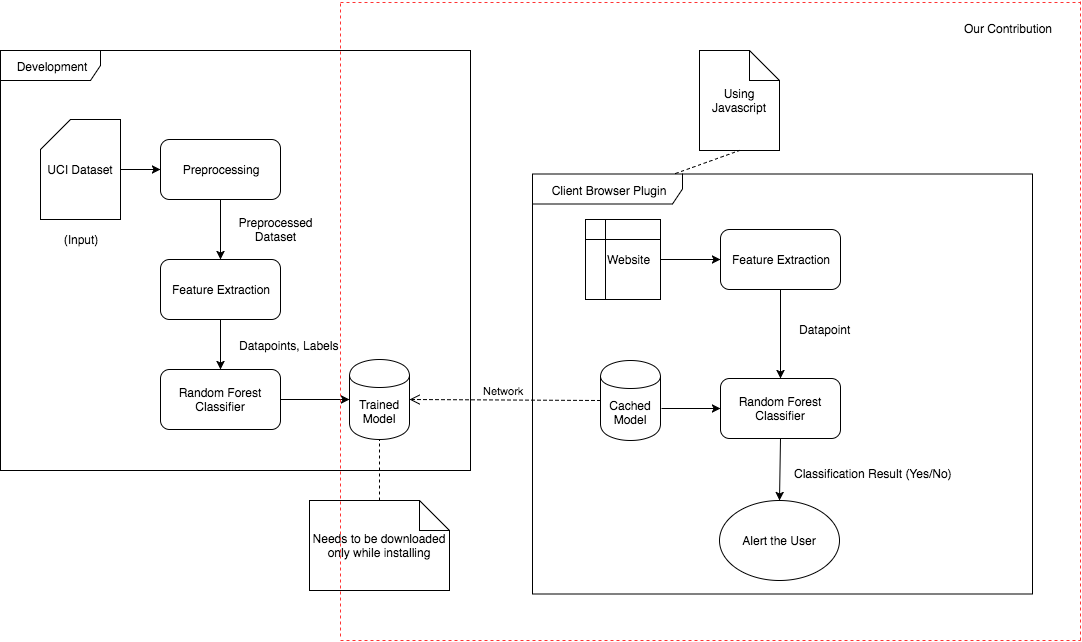 Our Contribution
Development
Using
Javascript
UCI Dataset
Preprocessing
(Input)
Preprocessed
Dataset
Feature Extraction
Datapoints, Labels
Random Forest
Classifier
Trained
Model
Needs to be downloaded
only while installing
Network
Client Browser Plugin
Website
Feature Extraction
Datapoint
Cached
Model
Random Forest
Classifier
Classification Result (Yes/No)
Alert the User